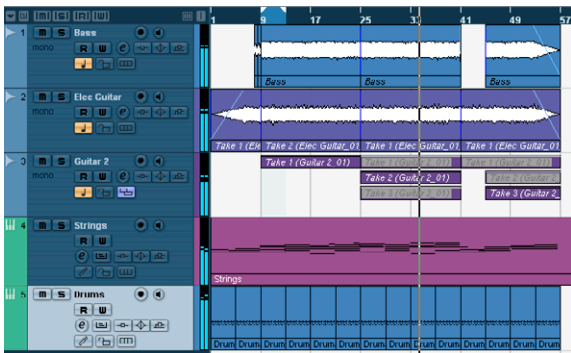 [M] [S] [R] [W] 1 9 17 25 33 41 49
1 m S Bass
mono R W e
Bass Bass Bass
2 m S Elec Guitar
mono R W e
Take 1 (Ele Take 2 (Elec Guitar_01 Take 1 (Elec Guitar_01 Take 1 (Elec Guitar_01)
3 m S Guitar 2
Take 1 (Guitar 2_01) Take 1 (Guitar 2_01) Take 1 (Guitar 2_01)
mono R W e
Take 2 (Guitar 2_01) Take 2 (Guitar 2_
Take 3 (Guitar 2_01) Take 3 (Guitar 2_
4 m S Strings
R W
e
Strings
5 m S Drums
R W
e
Drum Drum Drum Drum Drum Drum Drum Drum Drum Drum Drum Drum Drum Drum